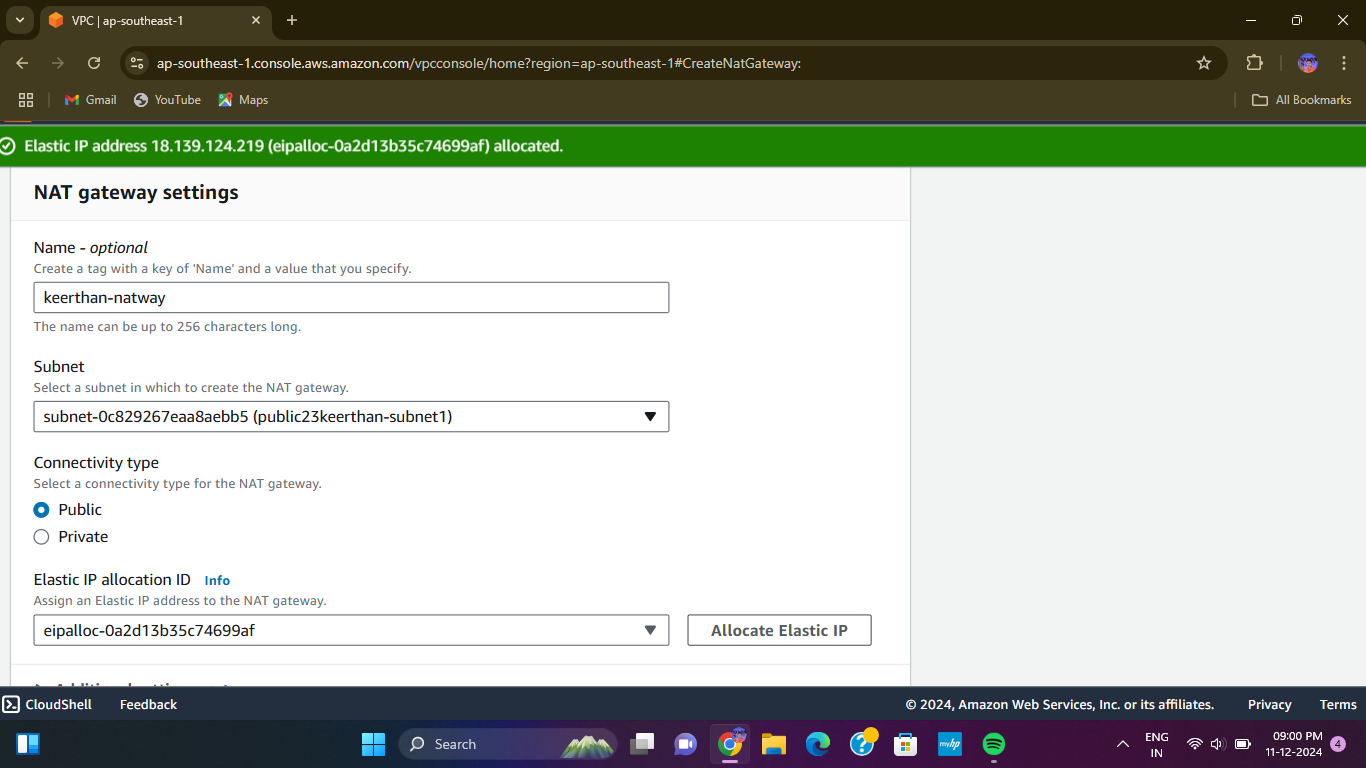 VPC | ap-southeast-1
ap-southeast-1.console.aws.amazon.com/vpcconsole/home?region=ap-southeast-1#CreateNatGateway:
Gmail
YouTube
Maps
All Bookmarks
Elastic IP address 18.139.124.219 (eipalloc-0a2d13b35c74699af) allocated.
NAT gateway settings
Name - optional
Create a tag with a key of 'Name' and a value that you specify.
keerthan-natway
The name can be up to 256 characters long.
Subnet
Select a subnet in which to create the NAT gateway.
subnet-0c829267eaa8aebb5 (public23keerthan-subnet1)
Connectivity type
Select a connectivity type for the NAT gateway.
Public
Private
Elastic IP allocation ID Info
Assign an Elastic IP address to the NAT gateway.
eipalloc-0a2d13b35c74699af
Allocate Elastic IP
CloudShell
Feedback
© 2024, Amazon Web Services, Inc. or its affiliates.
Privacy
Terms
Search
myhp
ENG
IN
09:00 PM
11-12-2024
4